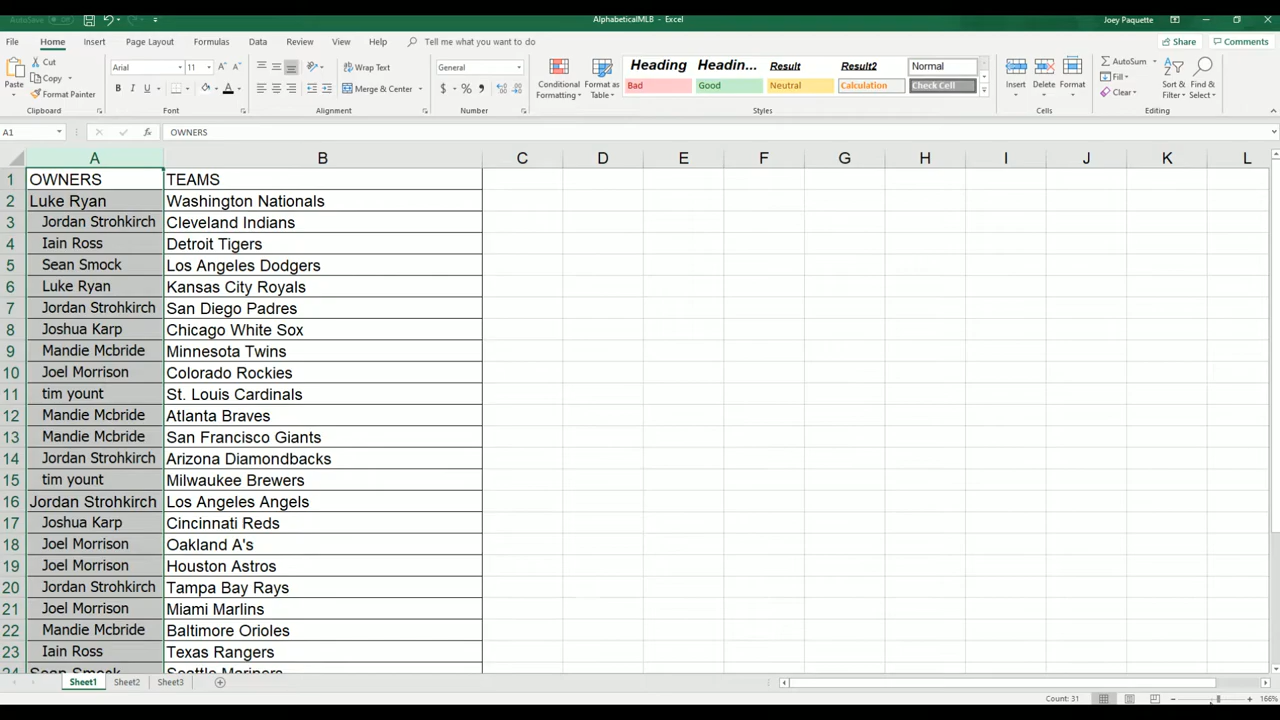 AutoSave Off
AlphabeticalMLB - Excel
Joey Paquette
File Home Insert Page Layout Formulas Data Review View Help Tell me what you want to do
Share Comments
Cut
Copy
Format Painter
Paste
Clipboard
Arial 11
B I U
Font
Wrap Text
Merge & Center
Alignment
General
$ % ,
Number
Conditional Formatting
Format as Table
Heading Headin... Result Result2 Normal
Bad Good Neutral Calculation Check Cell
Styles
Insert Delete Format
Cells
AutoSum
Fill
Clear
Sort & Filter
Find & Select
Editing
A1 fx OWNERS
A B C D E F G H I J K L
1 OWNERS TEAMS
2 Luke Ryan Washington Nationals
3 Jordan Strohkirch Cleveland Indians
4 Iain Ross Detroit Tigers
5 Sean Smock Los Angeles Dodgers
6 Luke Ryan Kansas City Royals
7 Jordan Strohkirch San Diego Padres
8 Joshua Karp Chicago White Sox
9 Mandie Mcbride Minnesota Twins
10 Joel Morrison Colorado Rockies
11 tim yount St. Louis Cardinals
12 Mandie Mcbride Atlanta Braves
13 Mandie Mcbride San Francisco Giants
14 Jordan Strohkirch Arizona Diamondbacks
15 tim yount Milwaukee Brewers
16 Jordan Strohkirch Los Angeles Angels
17 Joshua Karp Cincinnati Reds
18 Joel Morrison Oakland A's
19 Joel Morrison Houston Astros
20 Jordan Strohkirch Tampa Bay Rays
21 Joel Morrison Miami Marlins
22 Mandie Mcbride Baltimore Orioles
23 Iain Ross Texas Rangers
24 Sean Smock Seattle Mariners
Sheet1 Sheet2 Sheet3
Count: 31
166%